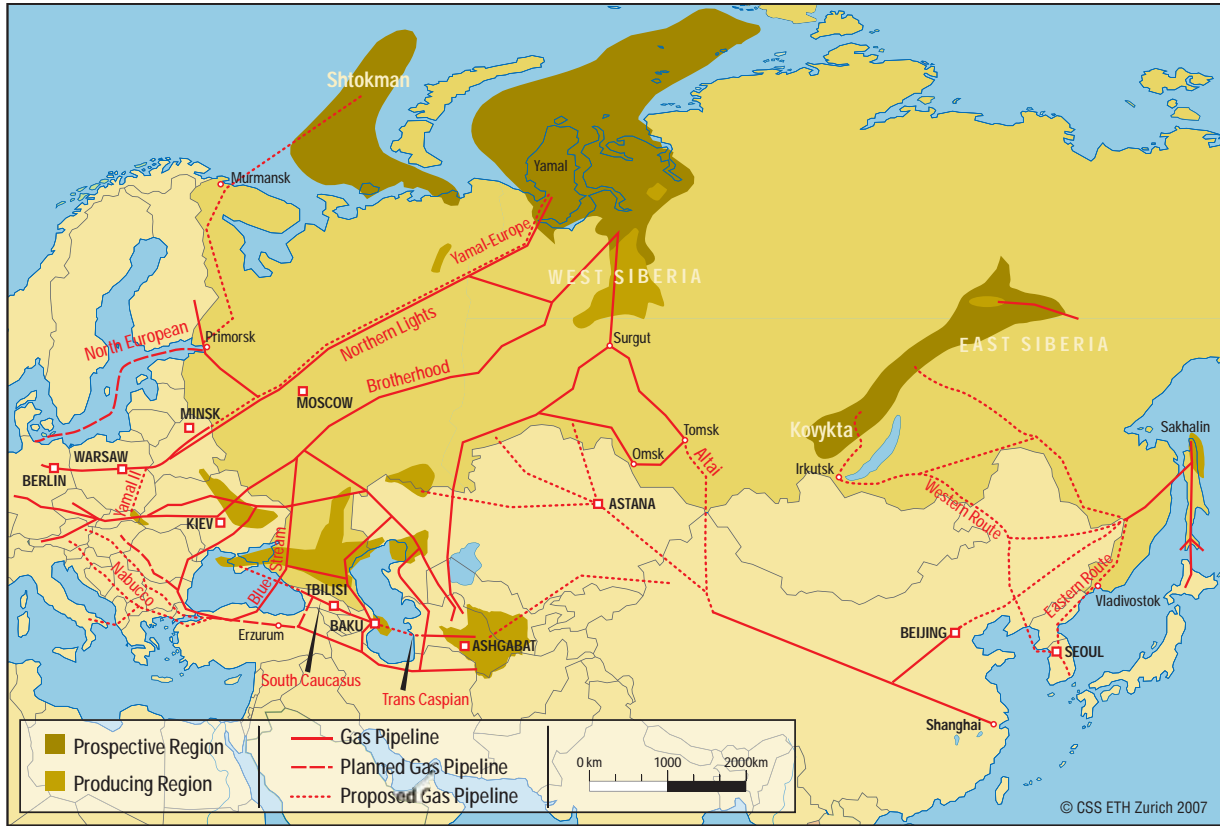 Shtokman
Murmansk
Yamal
Yamal-Europe
WEST SIBERIA
North European
Primorsk
Northern Lights
Surgut
EAST SIBERIA
Brotherhood
MOSCOW
MINSK
Kovykta
Sakhalin
Tomsk
WARSAW
BERLIN
Omsk
Altai
Irkutsk
Yamal II
ASTANA
Western Route
KIEV
Blue Stream
Nabucco
Eastern Route
TBILISI
Vladivostok
Erzurum
BAKU
BEIJING
ASHGABAT
SEOUL
South Caucasus
Trans Caspian
Shanghai
Prospective Region
Producing Region
Gas Pipeline
Planned Gas Pipeline
Proposed Gas Pipeline
0 km 1000 2000km
© CSS ETH Zurich 2007